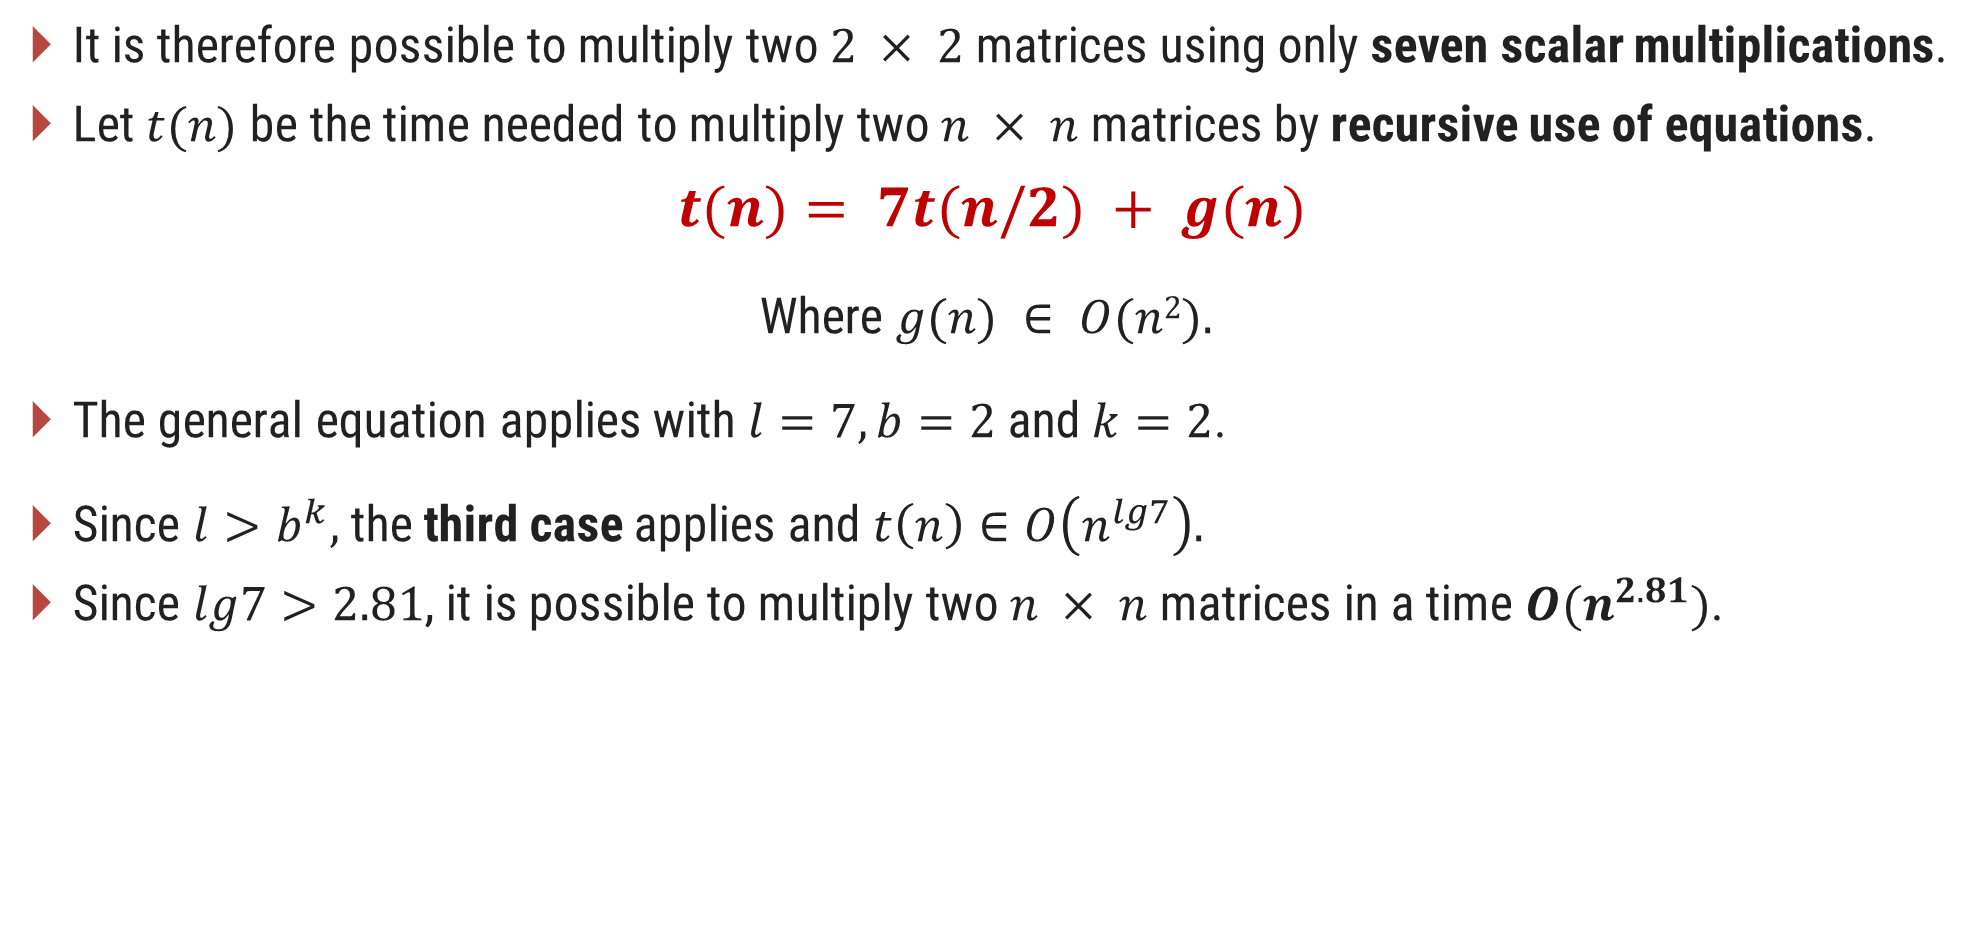 It is therefore possible to multiply two 2 × 2 matrices using only seven scalar multiplications.
Let t(n) be the time needed to multiply two n × n matrices by recursive use of equations.
t(n) = 7t(n/2) + g(n)
Where g(n) ∈ O(n²).
The general equation applies with l = 7, b = 2 and k = 2.
Since l > bᵏ, the third case applies and t(n) ∈ O(n^{lg7}).
Since lg7 > 2.81, it is possible to multiply two n × n matrices in a time O(n^{2.81}).